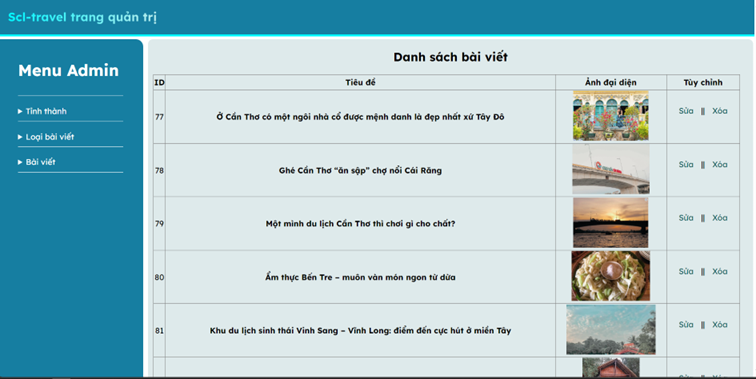 Scl-travel trang quản trị
Menu Admin
Tỉnh thành
Loại bài viết
Bài viết
Danh sách bài viết
ID Tiêu đề Ảnh đại diện Tùy chỉnh
77 Ở Cần Thơ có một ngôi nhà cổ được mệnh danh là đẹp nhất xứ Tây Đô Sửa || Xóa
78 Ghé Cần Thơ “ăn sập” chợ nổi Cái Răng Sửa || Xóa
79 Một mình du lịch Cần Thơ thì chơi gì cho chất? Sửa || Xóa
80 Ẩm thực Bến Tre – muôn vàn món ngon từ dừa Sửa || Xóa
81 Khu du lịch sinh thái Vinh Sang – Vĩnh Long: điểm đến cực hút ở miền Tây Sửa || Xóa